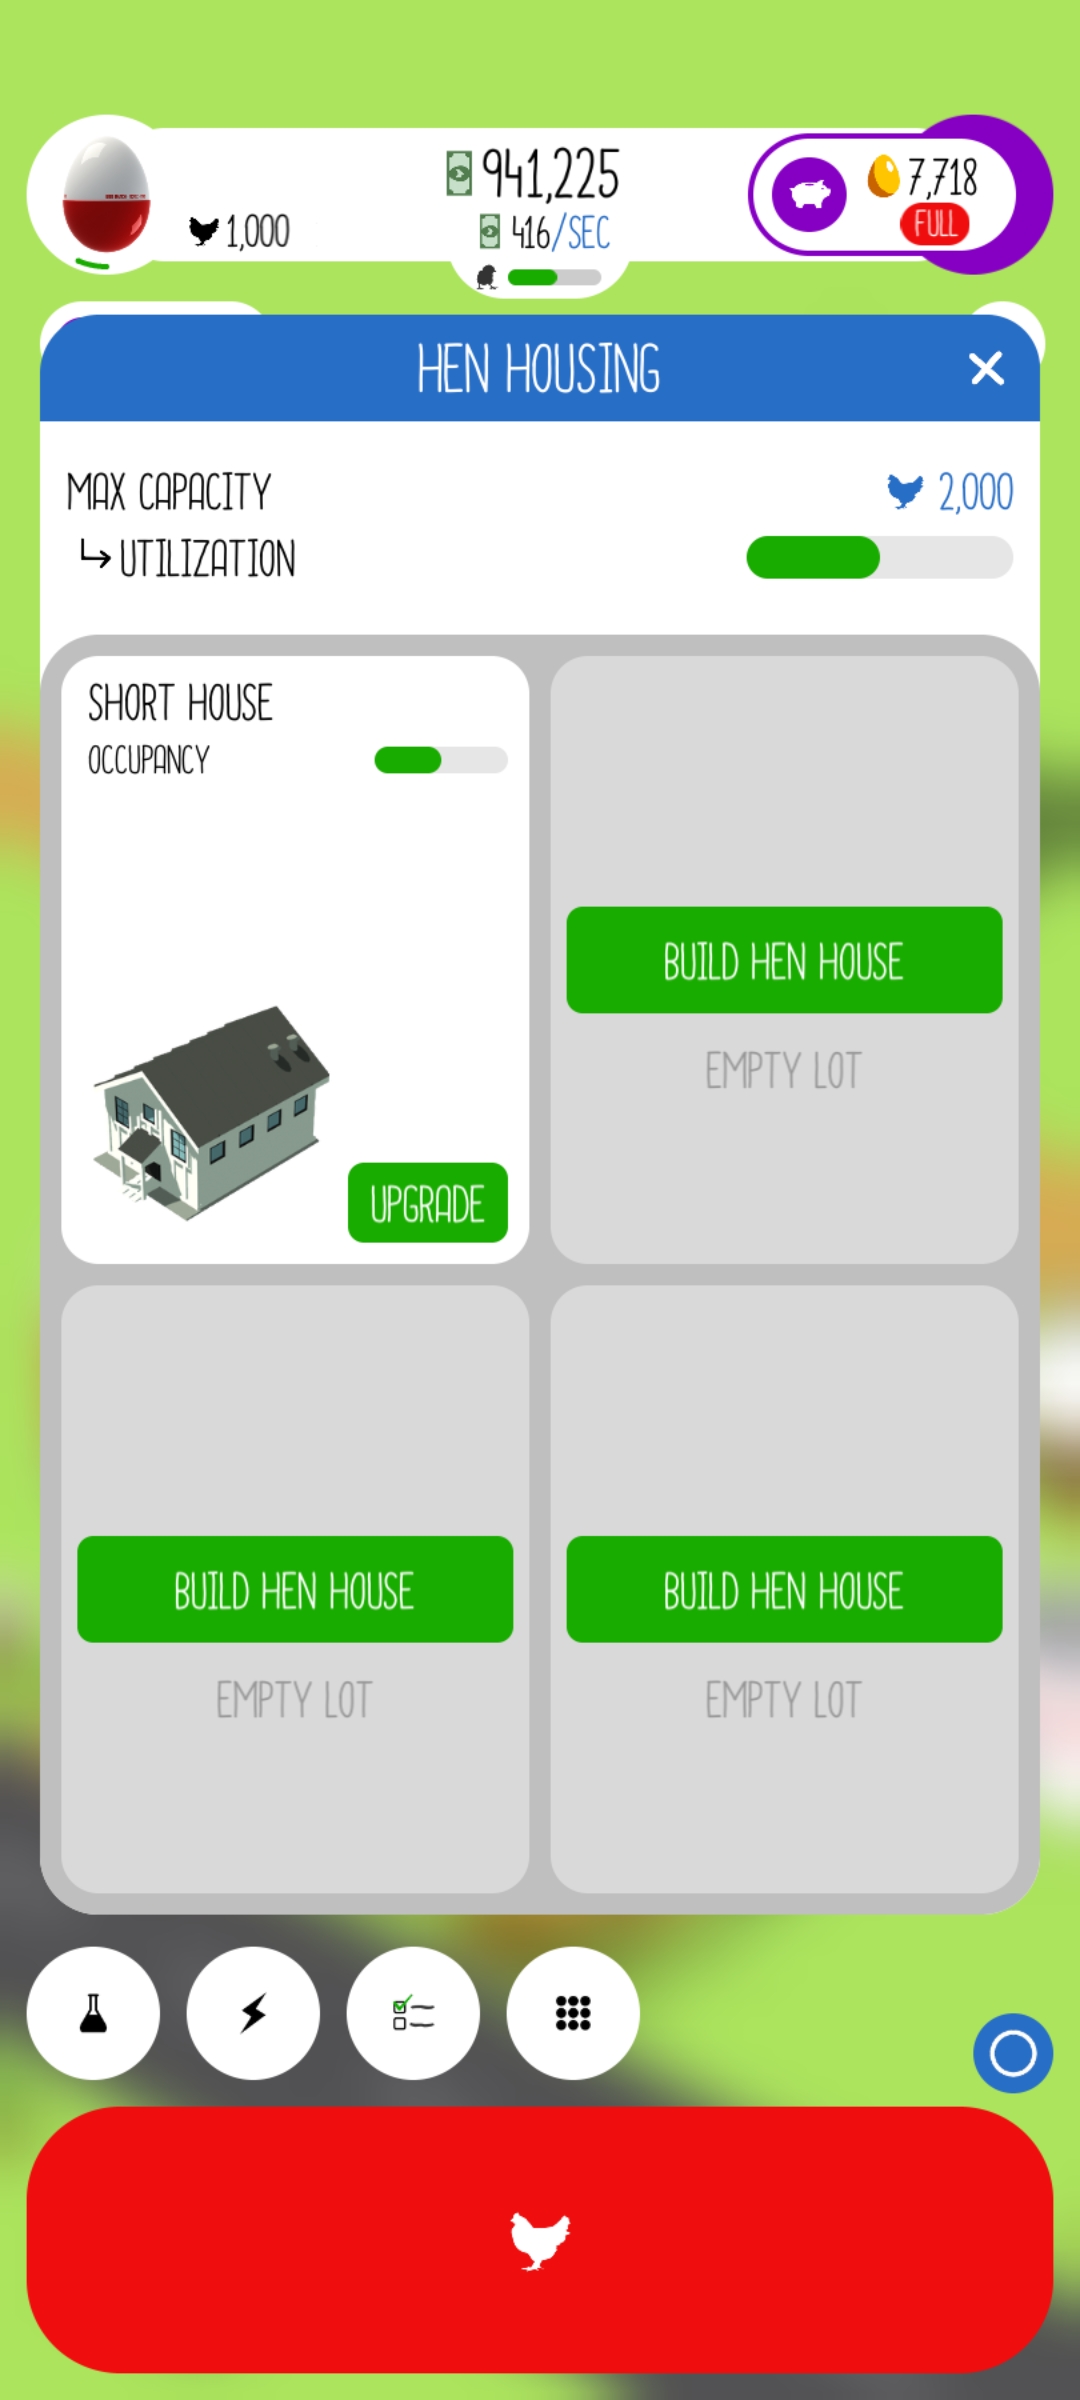 941,225
1,000
416/SEC
7,718
FULL
HEN HOUSING
MAX CAPACITY
2,000
UTILIZATION
SHORT HOUSE
OCCUPANCY
UPGRADE
BUILD HEN HOUSE
EMPTY LOT
BUILD HEN HOUSE
EMPTY LOT
BUILD HEN HOUSE
EMPTY LOT